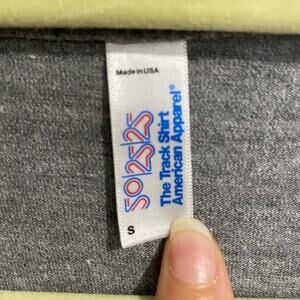 Made in USA
50/25/25
The Track Shirt
American Apparel®
S